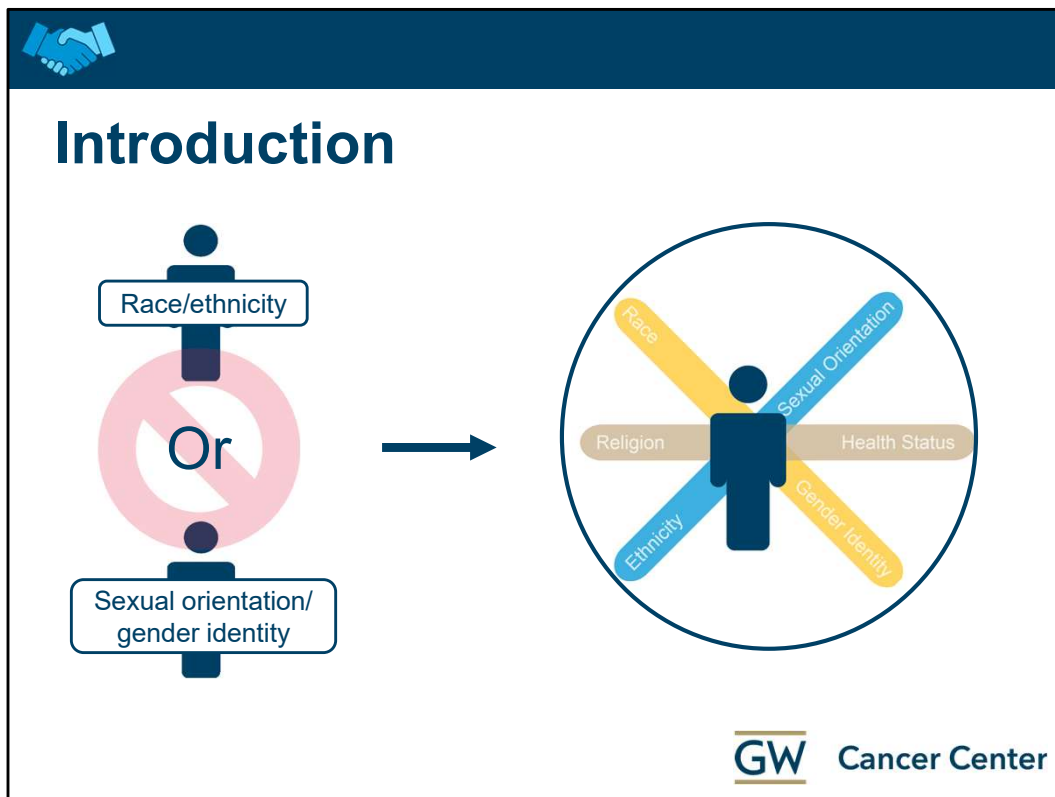 Introduction
Race/ethnicity
Or
Sexual orientation/
gender identity
Race
Sexual Orientation
Religion
Health Status
Ethnicity
Gender Identity
GW Cancer Center